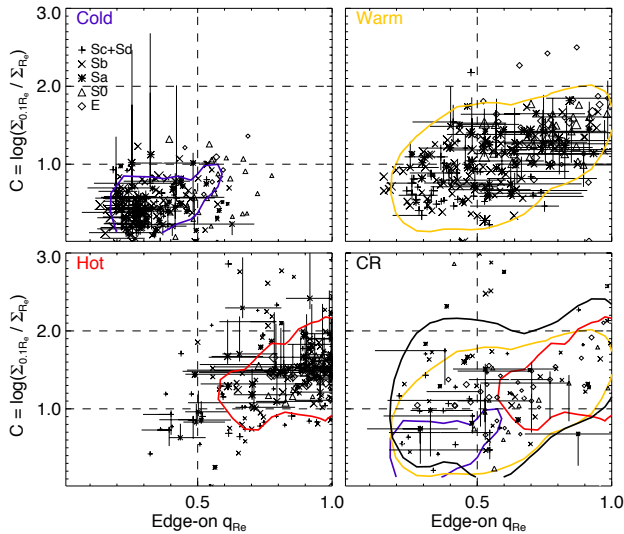 Cold
Warm
3.0
Sc+Sd
Sb
Sa
S0
E
2.0
1.0
C = log(Σ0.1Re / ΣRe)
Hot
CR
3.0
2.0
1.0
C = log(Σ0.1Re / ΣRe)
0.5
1.0
0.5
1.0
Edge-on qRe
Edge-on qRe